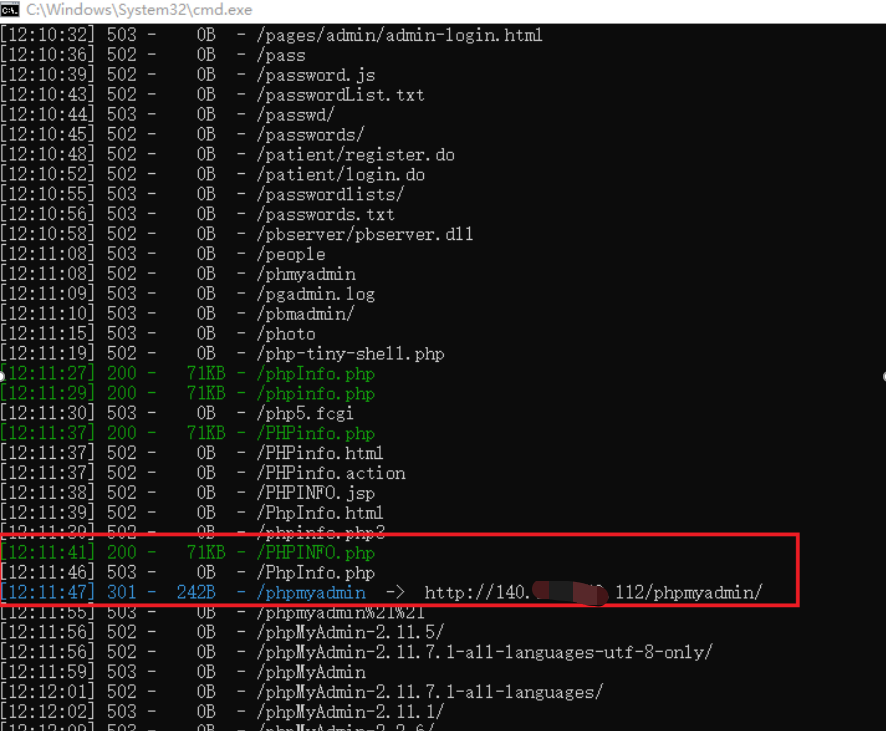 C:\Windows\System32\cmd.exe
[12:10:32] 503 -     0B  - /pages/admin/admin-login.html
[12:10:36] 502 -     0B  - /pass
[12:10:39] 502 -     0B  - /password.js
[12:10:43] 502 -     0B  - /passwordList.txt
[12:10:44] 503 -     0B  - /passwd/
[12:10:45] 502 -     0B  - /passwords/
[12:10:48] 502 -     0B  - /patient/register.do
[12:10:52] 502 -     0B  - /patient/login.do
[12:10:55] 503 -     0B  - /passwordlists/
[12:10:56] 503 -     0B  - /passwords.txt
[12:10:58] 502 -     0B  - /pbserver/pbserver.dll
[12:11:08] 503 -     0B  - /people
[12:11:08] 502 -     0B  - /phmyadmin
[12:11:09] 503 -     0B  - /pgadmin.log
[12:11:10] 503 -     0B  - /pbmadmin/
[12:11:15] 503 -     0B  - /photo
[12:11:19] 502 -     0B  - /php-tiny-shell.php
[12:11:27] 200 -    71KB - /phpInfo.php
[12:11:29] 200 -    71KB - /phpinfo.php
[12:11:30] 503 -     0B  - /php5.fcgi
[12:11:37] 200 -    71KB - /PHPinfo.php
[12:11:37] 502 -     0B  - /PHPinfo.html
[12:11:37] 502 -     0B  - /PHPinfo.action
[12:11:38] 502 -     0B  - /PHPINFO.jsp
[12:11:39] 502 -     0B  - /PhpInfo.html
[12:11:39] 502 -     0B  - /phpinfo.php3
[12:11:41] 200 -    71KB - /PHPINFO.php
[12:11:46] 503 -     0B  - /PhpInfo.php
[12:11:47] 301 -   242B  - /phpmyadmin  ->  http://140. 112/phpmyadmin/
[12:11:55] 503 -     0B  - /phpmyadmin%21%21
[12:11:56] 502 -     0B  - /phpMyAdmin-2.11.5/
[12:11:56] 502 -     0B  - /phpMyAdmin-2.11.7.1-all-languages-utf-8-only/
[12:11:59] 503 -     0B  - /phpMyAdmin
[12:12:01] 502 -     0B  - /phpMyAdmin-2.11.7.1-all-languages/
[12:12:02] 503 -     0B  - /phpMyAdmin-2.11.1/